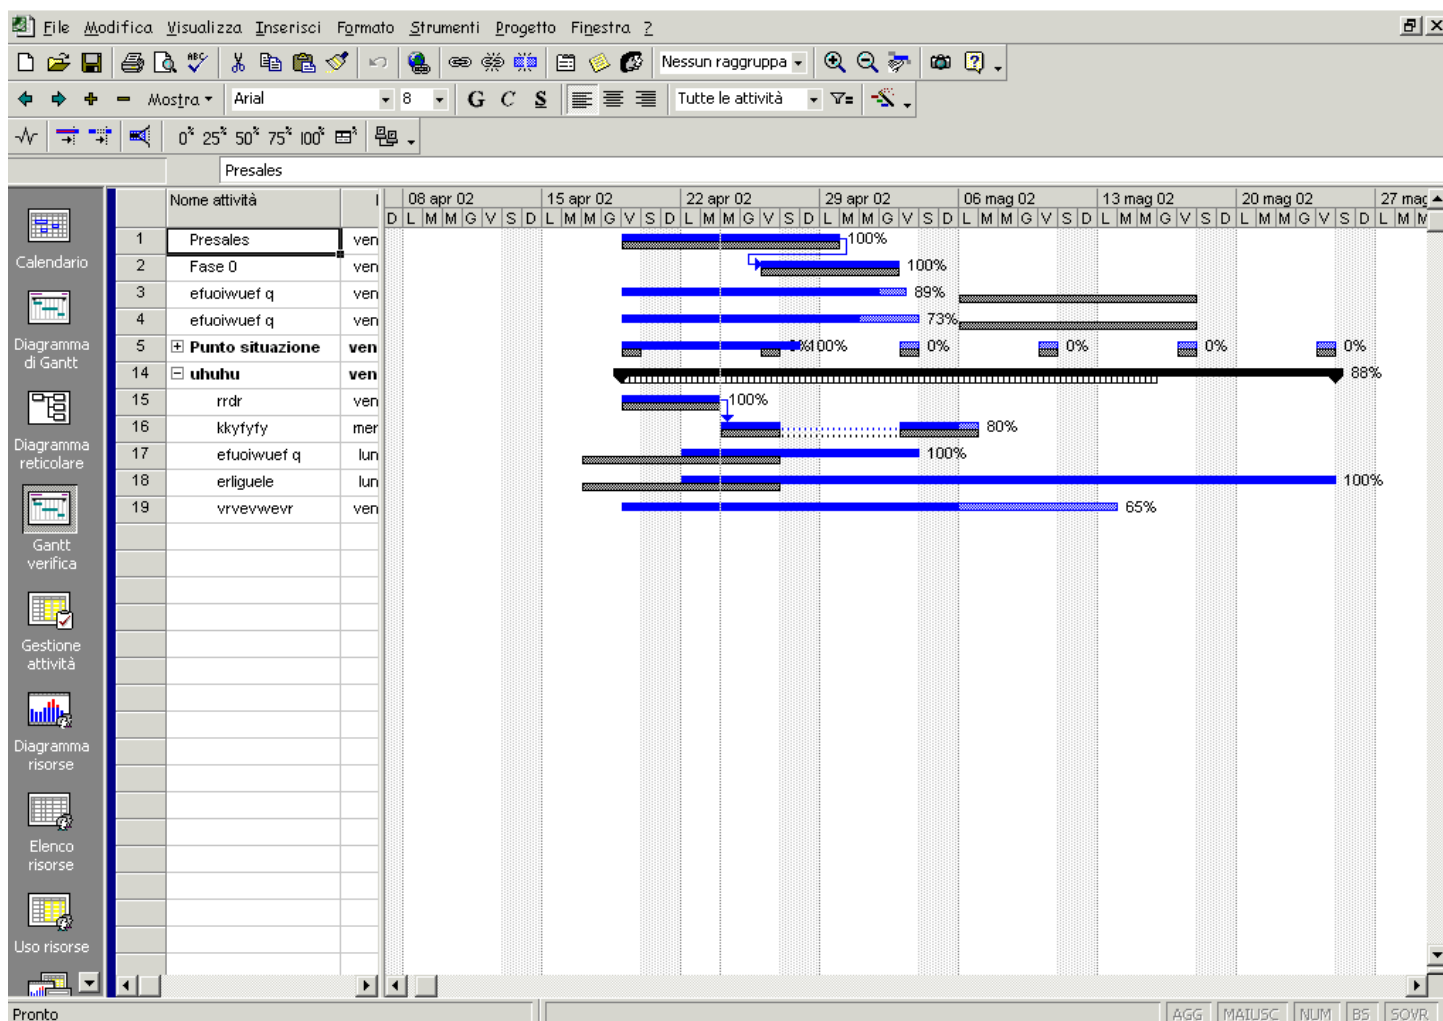 File Modifica Visualizza Inserisci Formato Strumenti Progetto Finestra ?
Nessun raggruppa
Mostra Arial 8 G C S Tutte le attività
0% 25% 50% 75% 100%
Presales
Nome attività
08 apr 02 15 apr 02 22 apr 02 29 apr 02 06 mag 02 13 mag 02 20 mag 02 27 mag
D L M M G V S D L M M G V S D L M M G V S D L M M G V S D L M M G V S D L M M G V S D L M M G V S D L M M
1 Presales ven 100%
2 Fase 0 ven 100%
3 efuoiwuef q ven 89%
4 efuoiwuef q ven 73%
5 Punto situazione ven 100% 0% 0% 0% 0%
14 uhuhu ven 88%
15 rrdr ven 100%
16 kkyfyfy mer 80%
17 efuoiwuef q lun 100%
18 erliguele lun 100%
19 vrvevwevr ven 65%
Calendario
Diagramma
di Gantt
Diagramma
reticolare
Gantt
verifica
Gestione
attività
Diagramma
risorse
Elenco
risorse
Uso risorse
Pronto
AGG MAIUSC NUM BS SOVR